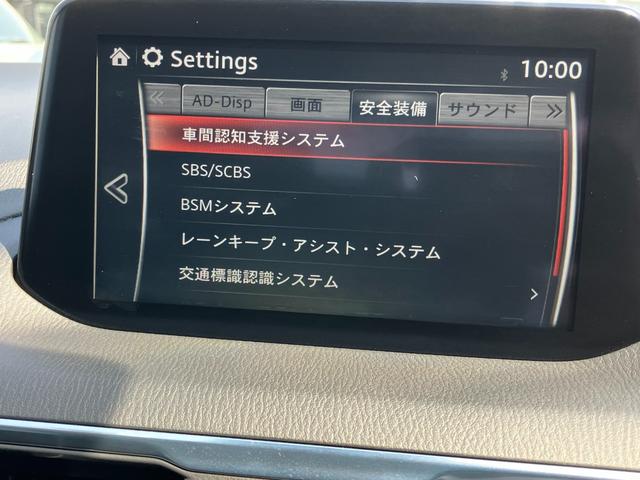 Settings
10:00
AD-Disp 画面 安全装備 サウンド
車間認知支援システム
SBS/SCBS
BSMシステム
レーンキープ・アシスト・システム
交通標識認識システム